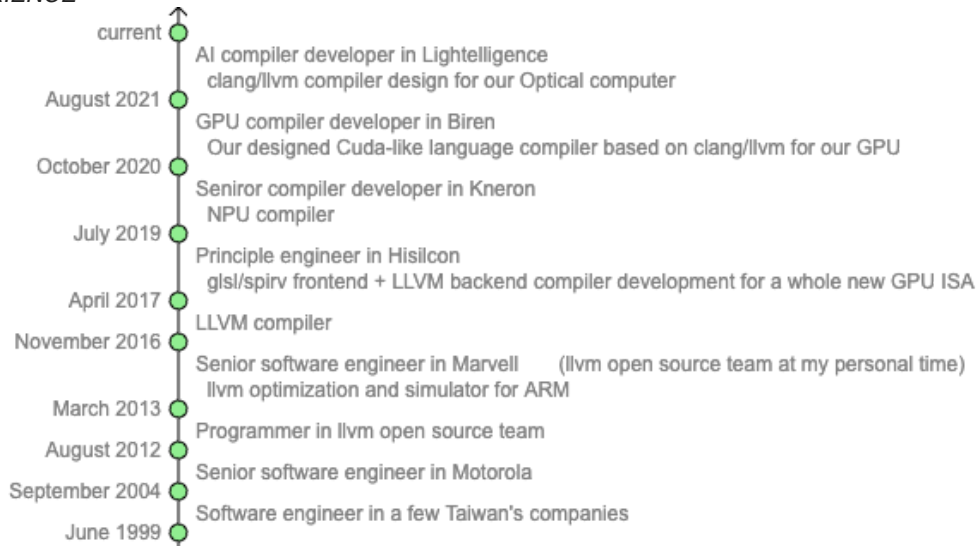 current
AI compiler developer in Lightelligence
clang/llvm compiler design for our Optical computer
August 2021
GPU compiler developer in Biren
Our designed Cuda-like language compiler based on clang/llvm for our GPU
October 2020
Seniror compiler developer in Kneron
NPU compiler
July 2019
Principle engineer in Hisilcon
glsl/spirv frontend + LLVM backend compiler development for a whole new GPU ISA
April 2017
LLVM compiler
November 2016
Senior software engineer in Marvell (llvm open source team at my personal time)
llvm optimization and simulator for ARM
March 2013
Programmer in llvm open source team
August 2012
Senior software engineer in Motorola
September 2004
Software engineer in a few Taiwan's companies
June 1999